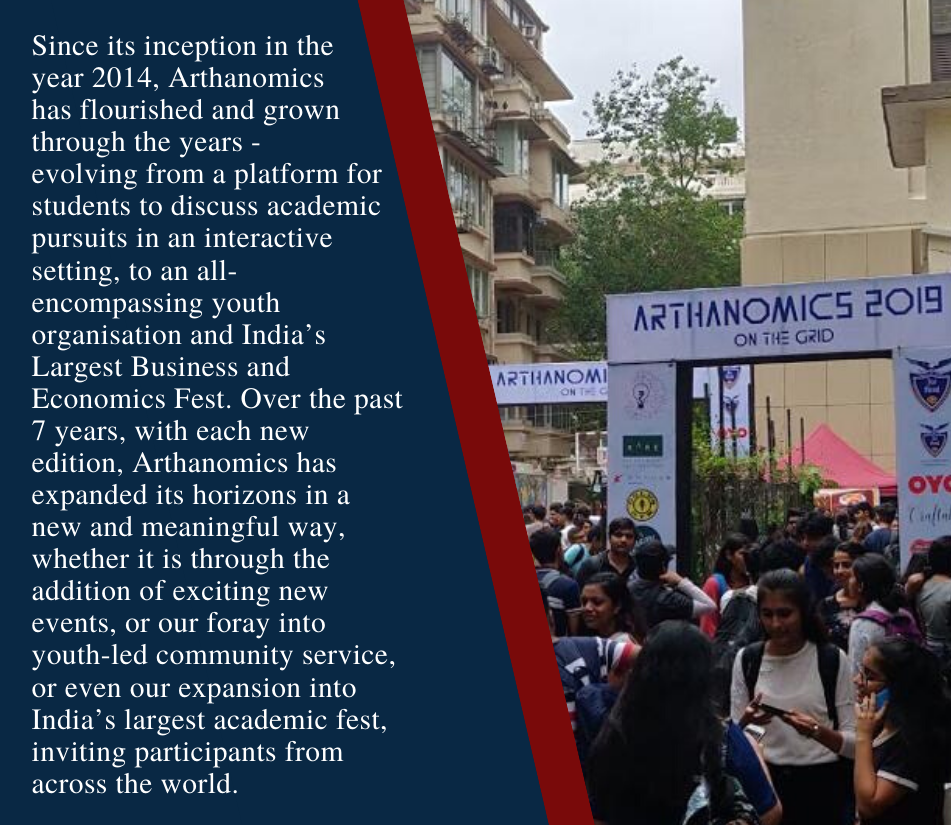 Since its inception in the
year 2014, Arthanomics
has flourished and grown
through the years -
evolving from a platform for
students to discuss academic
pursuits in an interactive
setting, to an all-
encompassing youth
organisation and India’s
Largest Business and
Economics Fest. Over the past
7 years, with each new
edition, Arthanomics has
expanded its horizons in a
new and meaningful way,
whether it is through the
addition of exciting new
events, or our foray into
youth-led community service,
or even our expansion into
India’s largest academic fest,
inviting participants from
across the world.
ARTHANOMICS 2019
ON THE GRID
ARTHANOMI
ON THE G
OYO
OYO